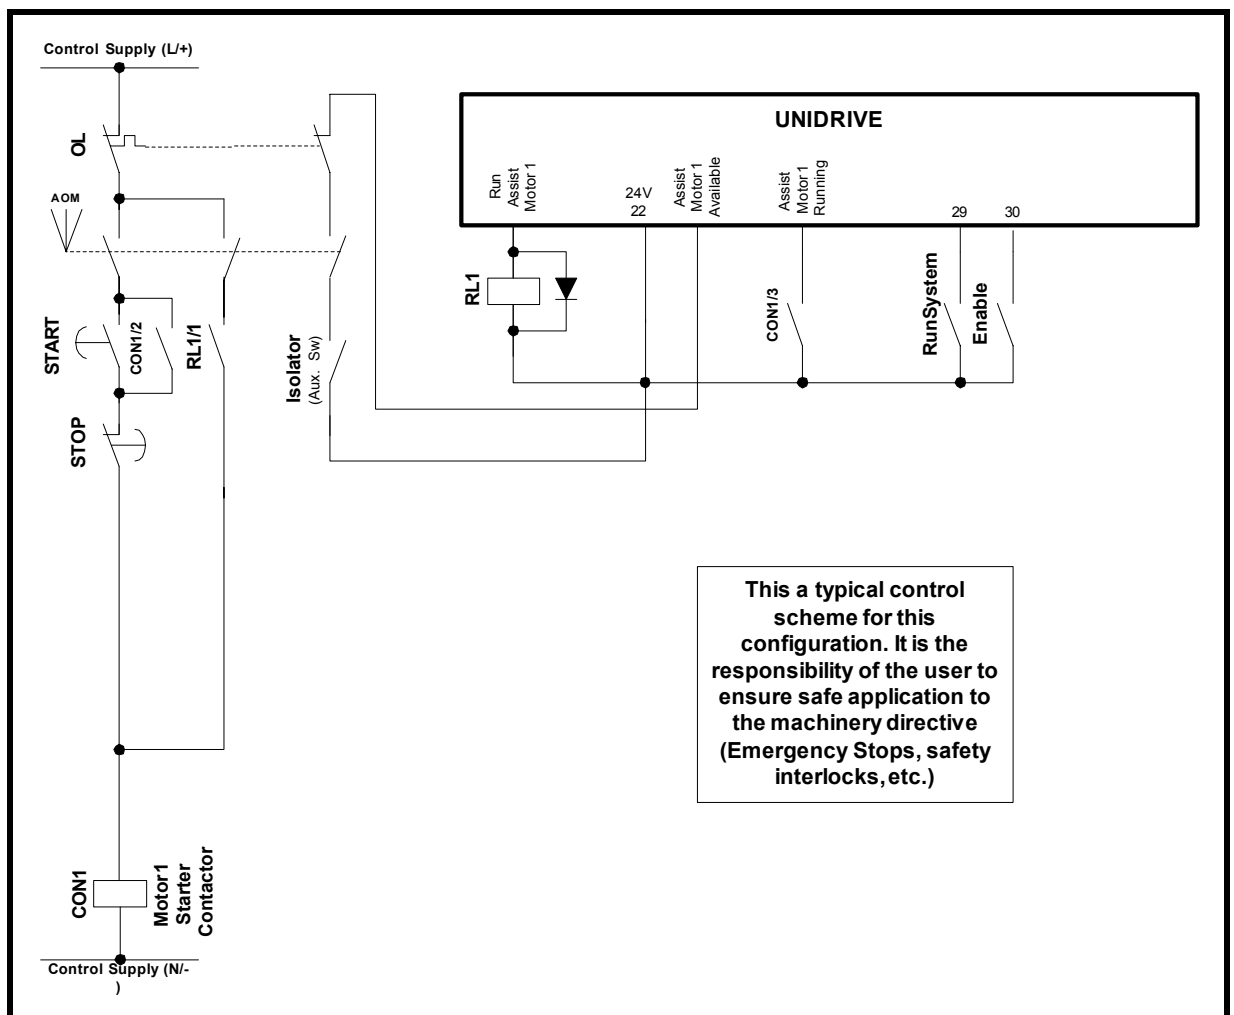 Control Supply (L/+)
UNIDRIVE
OL
AOM
Run
Assist
Motor 1
24V
22
Assist
Motor 1
Available
Assist
Motor 1
Running
29
30
START
CON1/2
RL1/1
Isolator
(Aux. Sw)
RL1
CON1/3
RunSystem
Enable
STOP
This a typical control
scheme for this
configuration. It is the
responsibility of the user to
ensure safe application to
the machinery directive
(Emergency Stops, safety
interlocks, etc.)
CON1
Motor1
Starter
Contactor
Control Supply (N/-
)